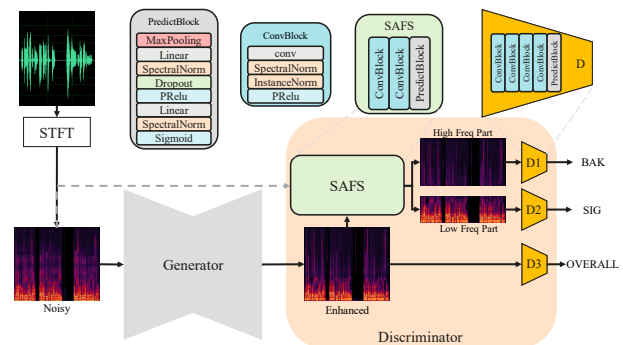 PredictBlock
MaxPooling
Linear
SpectralNorm
Dropout
PRelu
Linear
SpectralNorm
Sigmoid
ConvBlock
conv
SpectralNorm
InstanceNorm
PRelu
SAFS
ConvBlock
ConvBlock
PredictBlock
ConvBlock
ConvBlock
ConvBlock
ConvBlock
PredictBlock
D
STFT
High Freq Part
SAFS
D1
BAK
D2
SIG
Low Freq Part
Generator
D3
OVERALL
Noisy
Enhanced
Discriminator